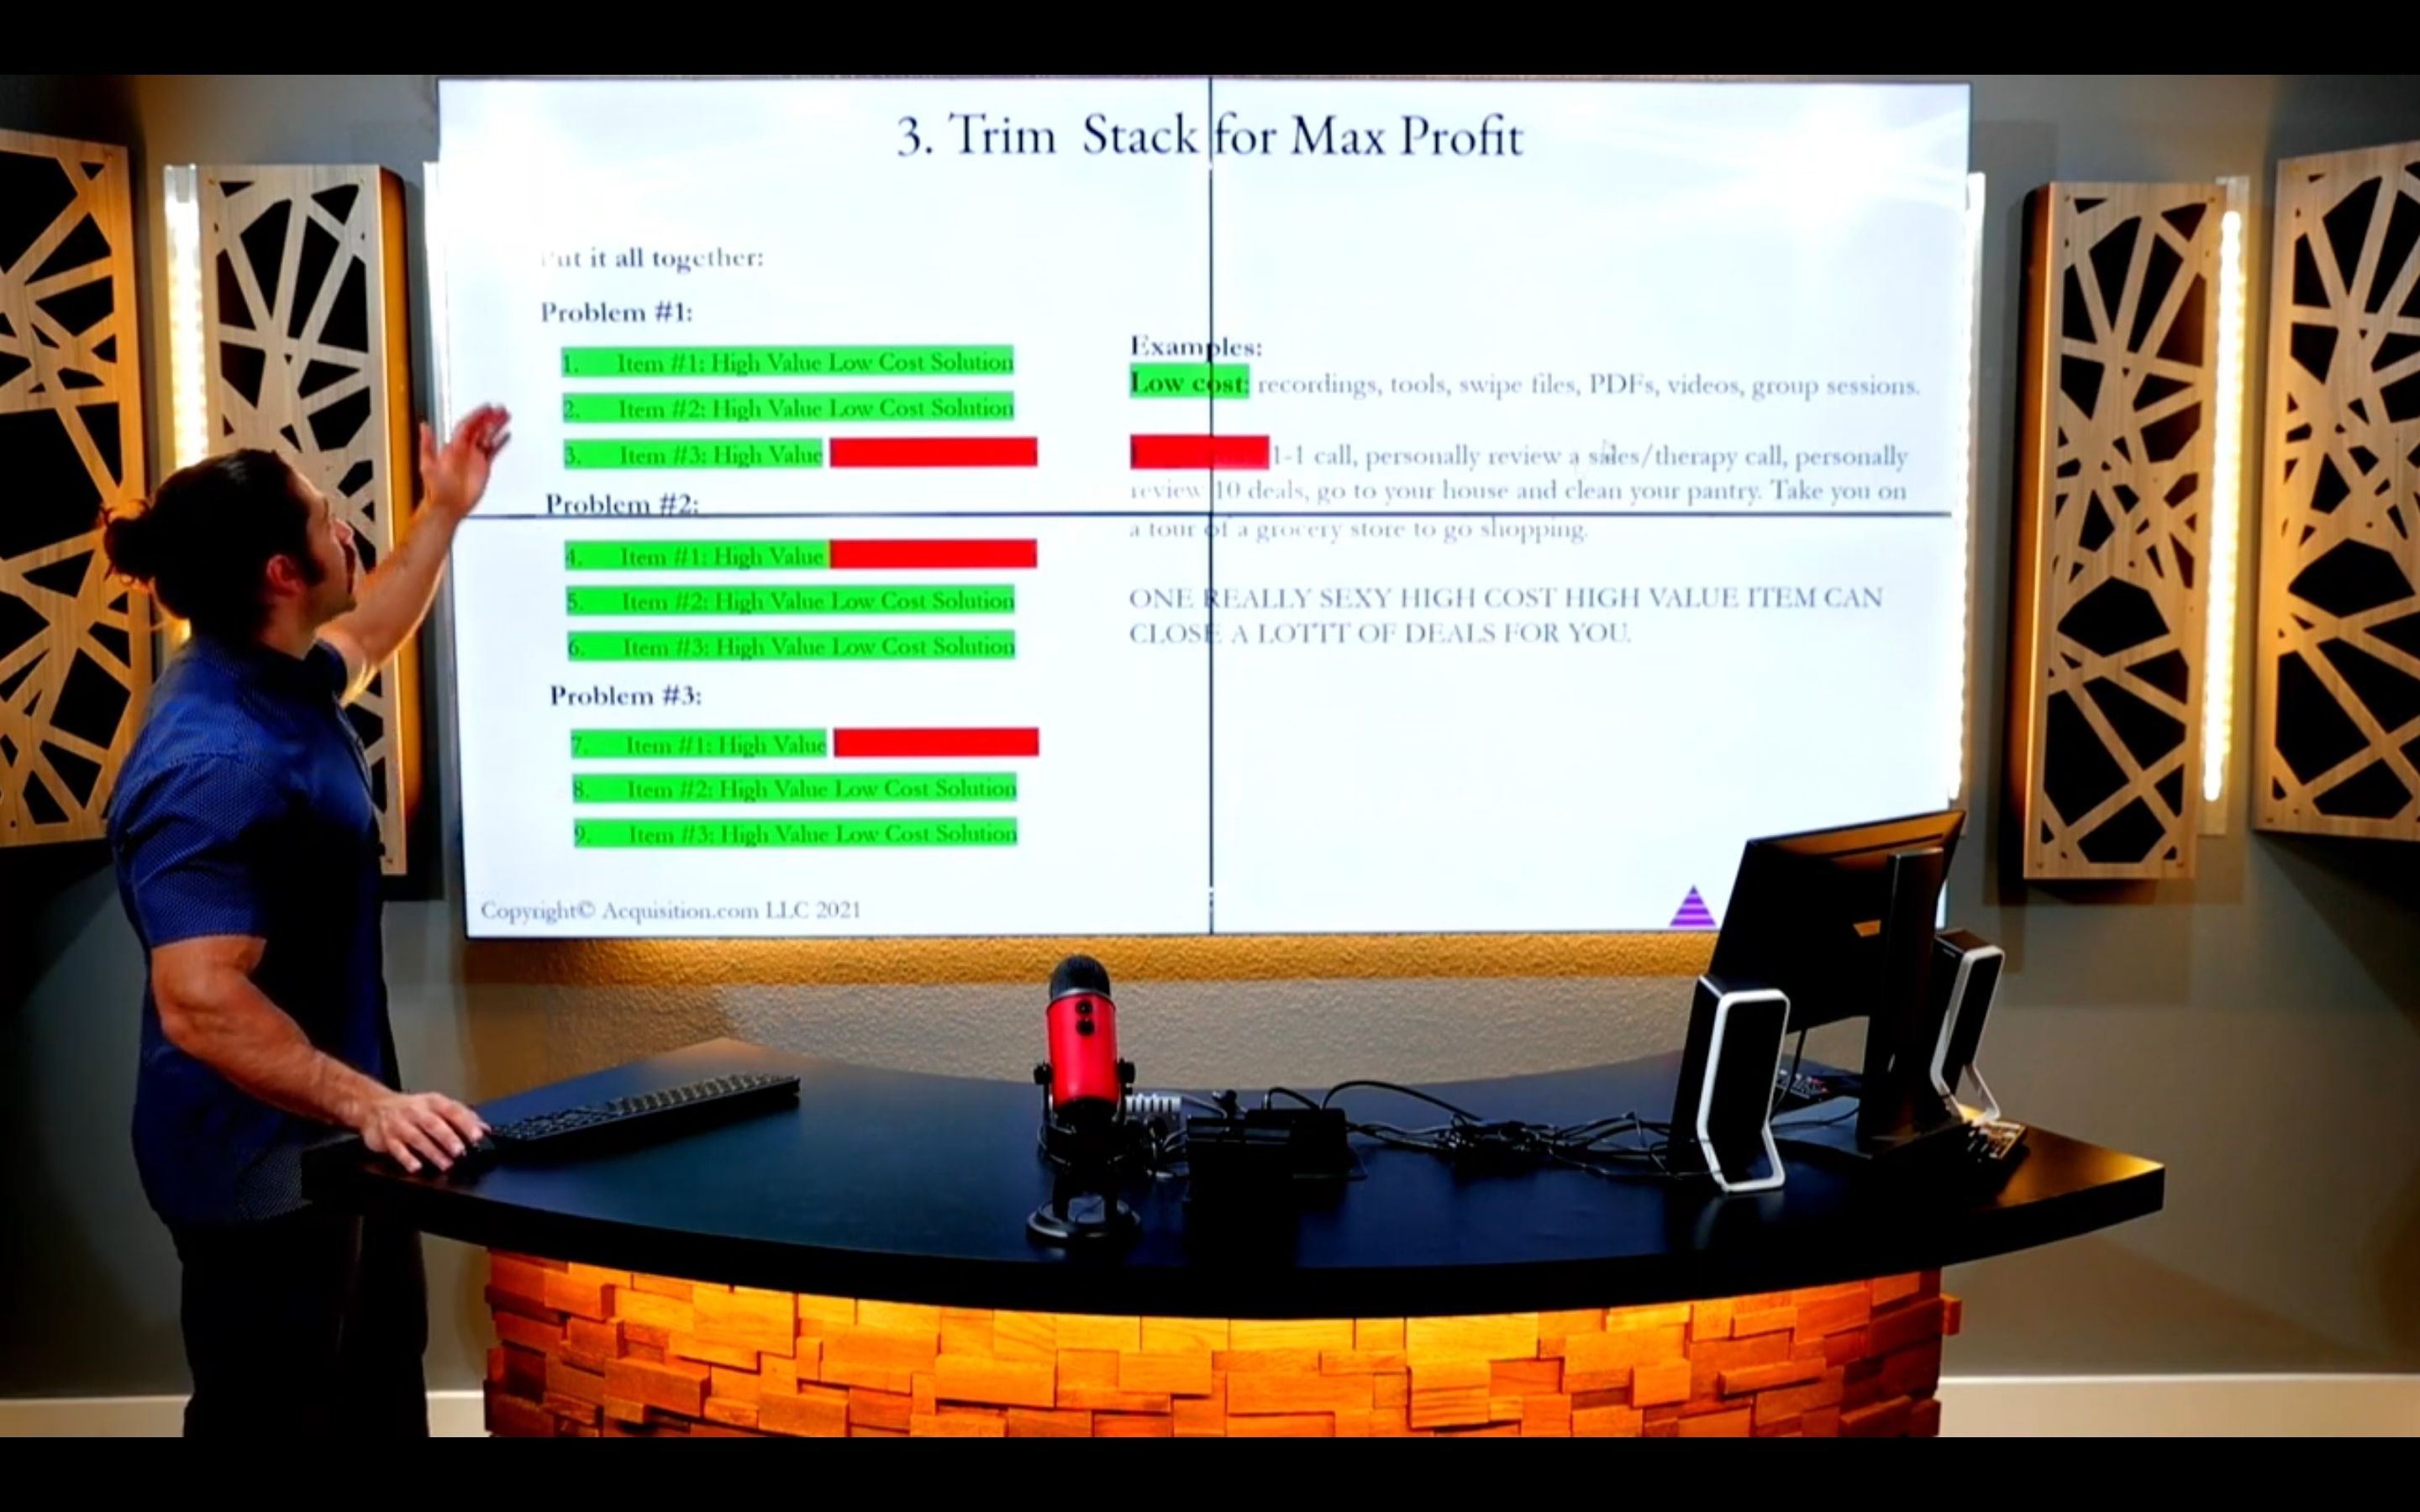 3. Trim Stack for Max Profit
Put it all together:
Problem #1:
1. Item #1: High Value Low Cost Solution
2. Item #2: High Value Low Cost Solution
3. Item #3: High Value
Problem #2:
4. Item #1: High Value
5. Item #2: High Value Low Cost Solution
6. Item #3: High Value Low Cost Solution
Problem #3:
7. Item #1: High Value
8. Item #2: High Value Low Cost Solution
9. Item #3: High Value Low Cost Solution
Examples:
Low cost: recordings, tools, swipe files, PDFs, videos, group sessions.
1-1 call, personally review a sales/therapy call, personally
review 10 deals, go to your house and clean your pantry. Take you on
a tour of a grocery store to go shopping.
ONE REALLY SEXY HIGH COST HIGH VALUE ITEM CAN
CLOSE A LOTTT OF DEALS FOR YOU.
Copyright© Acquisition.com LLC 2021